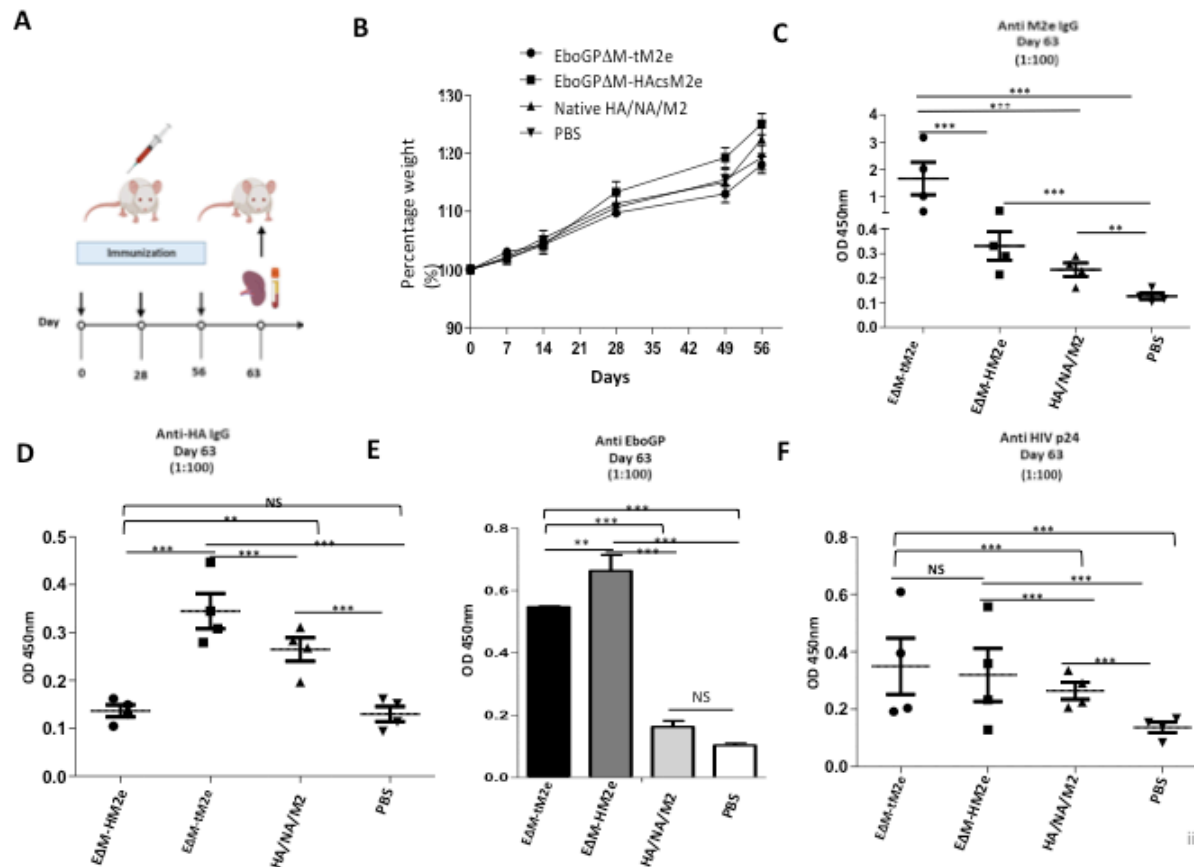 A
Immunization
Day
0
28
56
63
B
EboGPΔM-tM2e
EboGPΔM-HAcsM2e
Native HA/NA/M2
PBS
Percentage weight
(%)
130
120
110
100
90
0 7 14 21 28 35 42 49 56
Days
C
Anti M2e IgG
Day 63
(1:100)
***
***
***
***
**
OD 450nm
4
3
2
1
0.4
0.3
0.2
0.1
0.0
EΔM-tM2e
EΔM-HM2e
HA/NA/M2
PBS
D
Anti-HA IgG
Day 63
(1:100)
NS
**
***
***
***
***
OD 450nm
0.5
0.4
0.3
0.2
0.1
0.0
EΔM-HM2e
EΔM-tM2e
HA/NA/M2
PBS
E
Anti EboGP
Day 63
(1:100)
***
***
**
***
***
NS
OD 450nm
0.8
0.6
0.4
0.2
0.0
EΔM-tM2e
EΔM-HM2e
HA/NA/M2
PBS
F
Anti HIV p24
Day 63
(1:100)
***
***
NS
***
***
***
OD 450nm
0.8
0.6
0.4
0.2
0.0
EΔM-tM2e
EΔM-HM2e
HA/NA/M2
PBS
ii